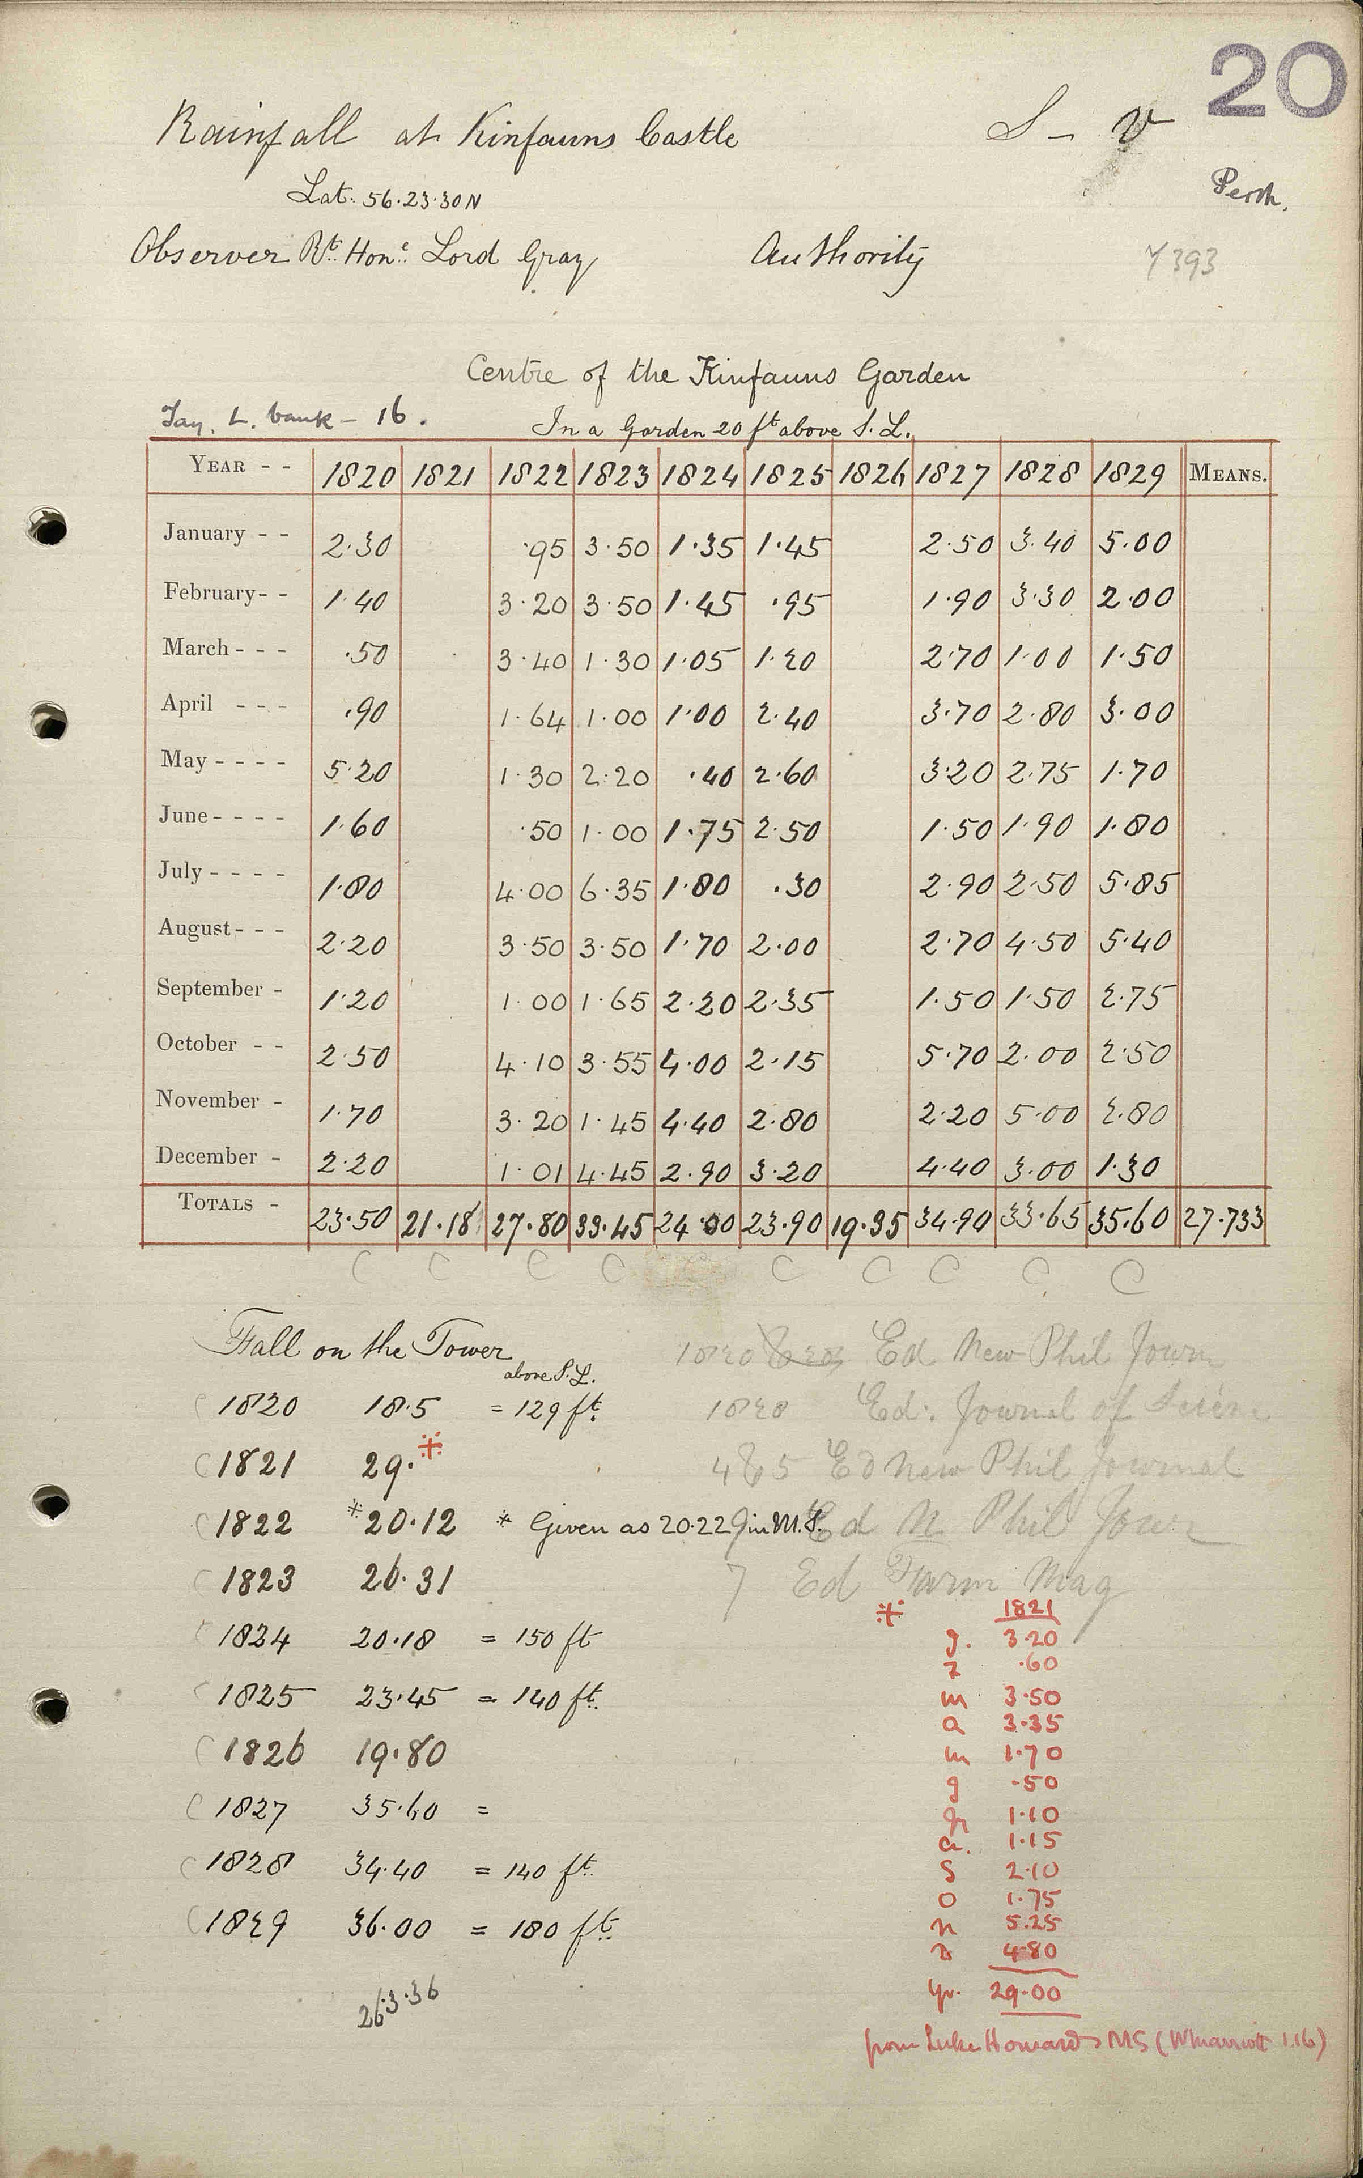 20
Rainfall at Kinfauns Castle
S - v
Perth.
Lat. 56.23.30 N
Observer Rt. Hone. Lord Gray Authority 7393
Centre of the Kinfauns Garden
Tay. L. bank - 16.
In a Garden 20 ft above S. L.
YEAR - - 1820 1821 1822 1823 1824 1825 1826 1827 1828 1829 MEANS.
January - - 2.30 .95 3.50 1.35 1.45 2.50 3.40 5.00
February - - 1.40 3.20 3.50 1.45 .95 1.90 3.30 2.00
March - - - .50 3.40 1.30 1.05 1.20 2.70 1.00 1.50
April - - - .90 1.64 1.00 1.00 2.40 3.70 2.80 3.00
May - - - - 5.20 1.30 2.20 .40 2.60 3.20 2.75 1.70
June - - - - 1.60 .50 1.00 1.75 2.50 1.50 1.90 1.80
July - - - - 1.80 4.00 6.35 1.80 .30 2.90 2.50 5.85
August - - - 2.20 3.50 3.50 1.70 2.00 2.70 4.50 5.40
September - 1.20 1.00 1.65 2.20 2.35 1.50 1.50 2.75
October - - 2.50 4.10 3.55 4.00 2.15 5.70 2.00 2.50
November - 1.70 3.20 1.45 4.40 2.80 2.20 5.00 2.80
December - 2.20 1.01 4.45 2.90 3.20 4.40 3.00 1.30
TOTALS - 23.50 21.18 27.80 33.45 24.00 23.90 19.35 34.90 33.65 35.60 27.733
C C C C C C C C C
Fall on the Tower
above S.L.
C 1820 18.5 = 129 ft.
C 1821 29.*
C 1822 *20.12 * Given as 20.22 in M.S.
C 1823 26.31
C 1824 20.18 = 150 ft
C 1825 23.45 = 140 ft.
C 1826 19.80
C 1827 35.60 =
C 1828 34.40 = 140 ft.
C 1829 36.00 = 180 ft.
263.36
1820 Ed New Phil Journ
1828 Ed: Journal of Science
4 & 5 Ed New Phil Journal
Ed N. Phil Jour
7 Ed Farm Mag
* 1821
J. 3.20
F .60
m 3.50
a 3.35
m 1.70
J .50
Jy 1.10
a. 1.15
S 2.10
O 1.75
n 5.25
D 4.80
Yr. 29.00
from Luke Howards MS (W Marriott 1.16)